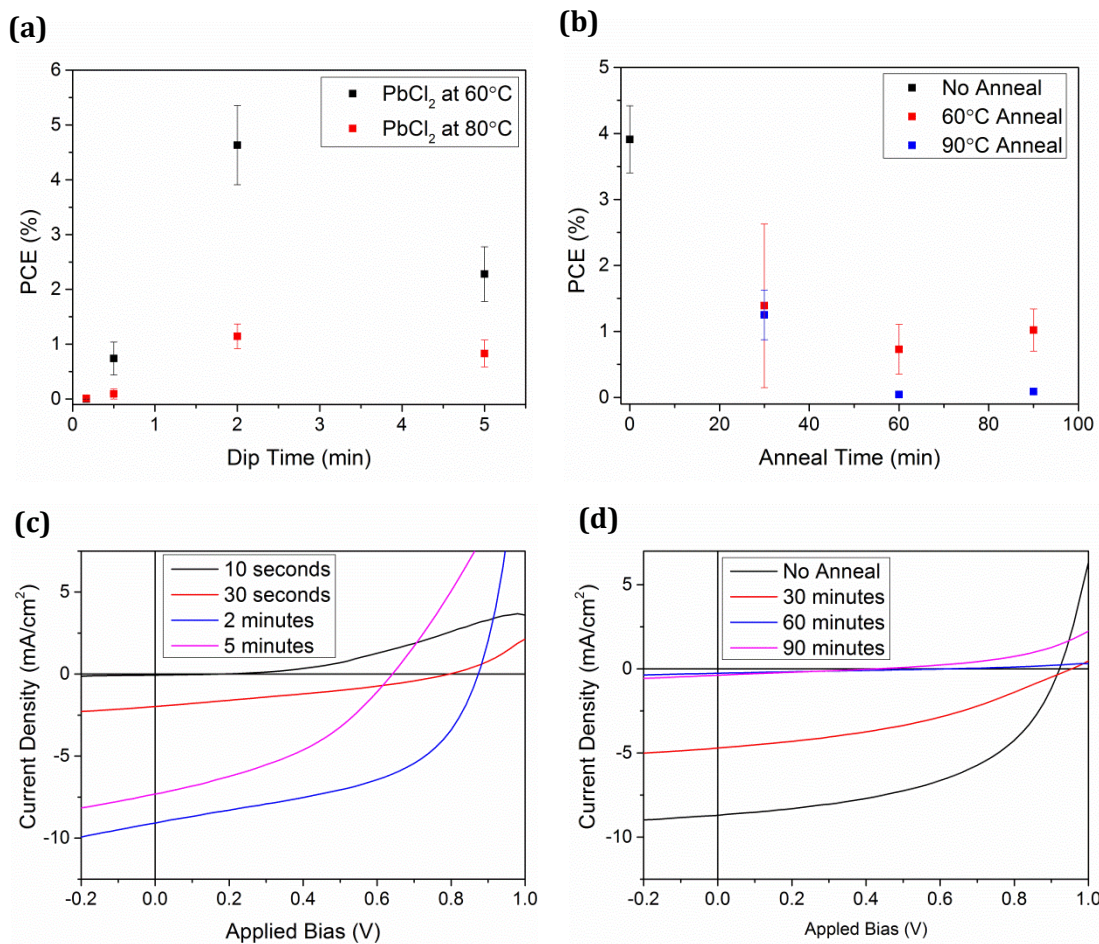 (a)
PCE (%)
6
5
4
3
2
1
0
PbCl₂ at 60°C
PbCl₂ at 80°C
0 1 2 3 4 5
Dip Time (min)
(b)
PCE (%)
5
4
3
2
1
0
No Anneal
60°C Anneal
90°C Anneal
0 20 40 60 80 100
Anneal Time (min)
(c)
Current Density (mA/cm²)
5
0
-5
-10
10 seconds
30 seconds
2 minutes
5 minutes
-0.2 0.0 0.2 0.4 0.6 0.8 1.0
Applied Bias (V)
(d)
Current Density (mA/cm²)
5
0
-5
-10
No Anneal
30 minutes
60 minutes
90 minutes
-0.2 0.0 0.2 0.4 0.6 0.8 1.0
Applied Bias (V)